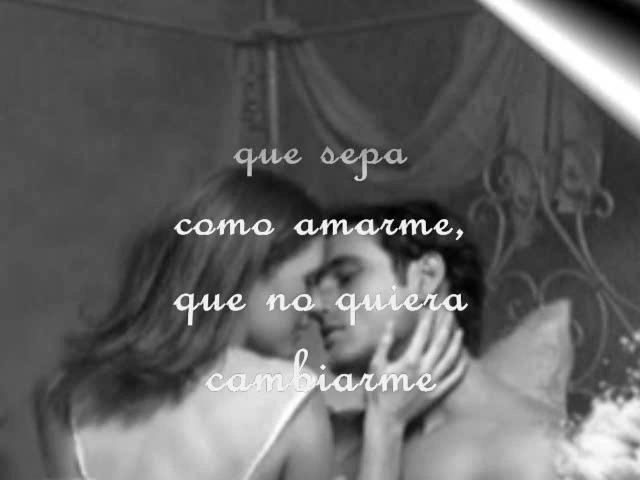 que sepa
como amarme,
que no quiera
cambiarme